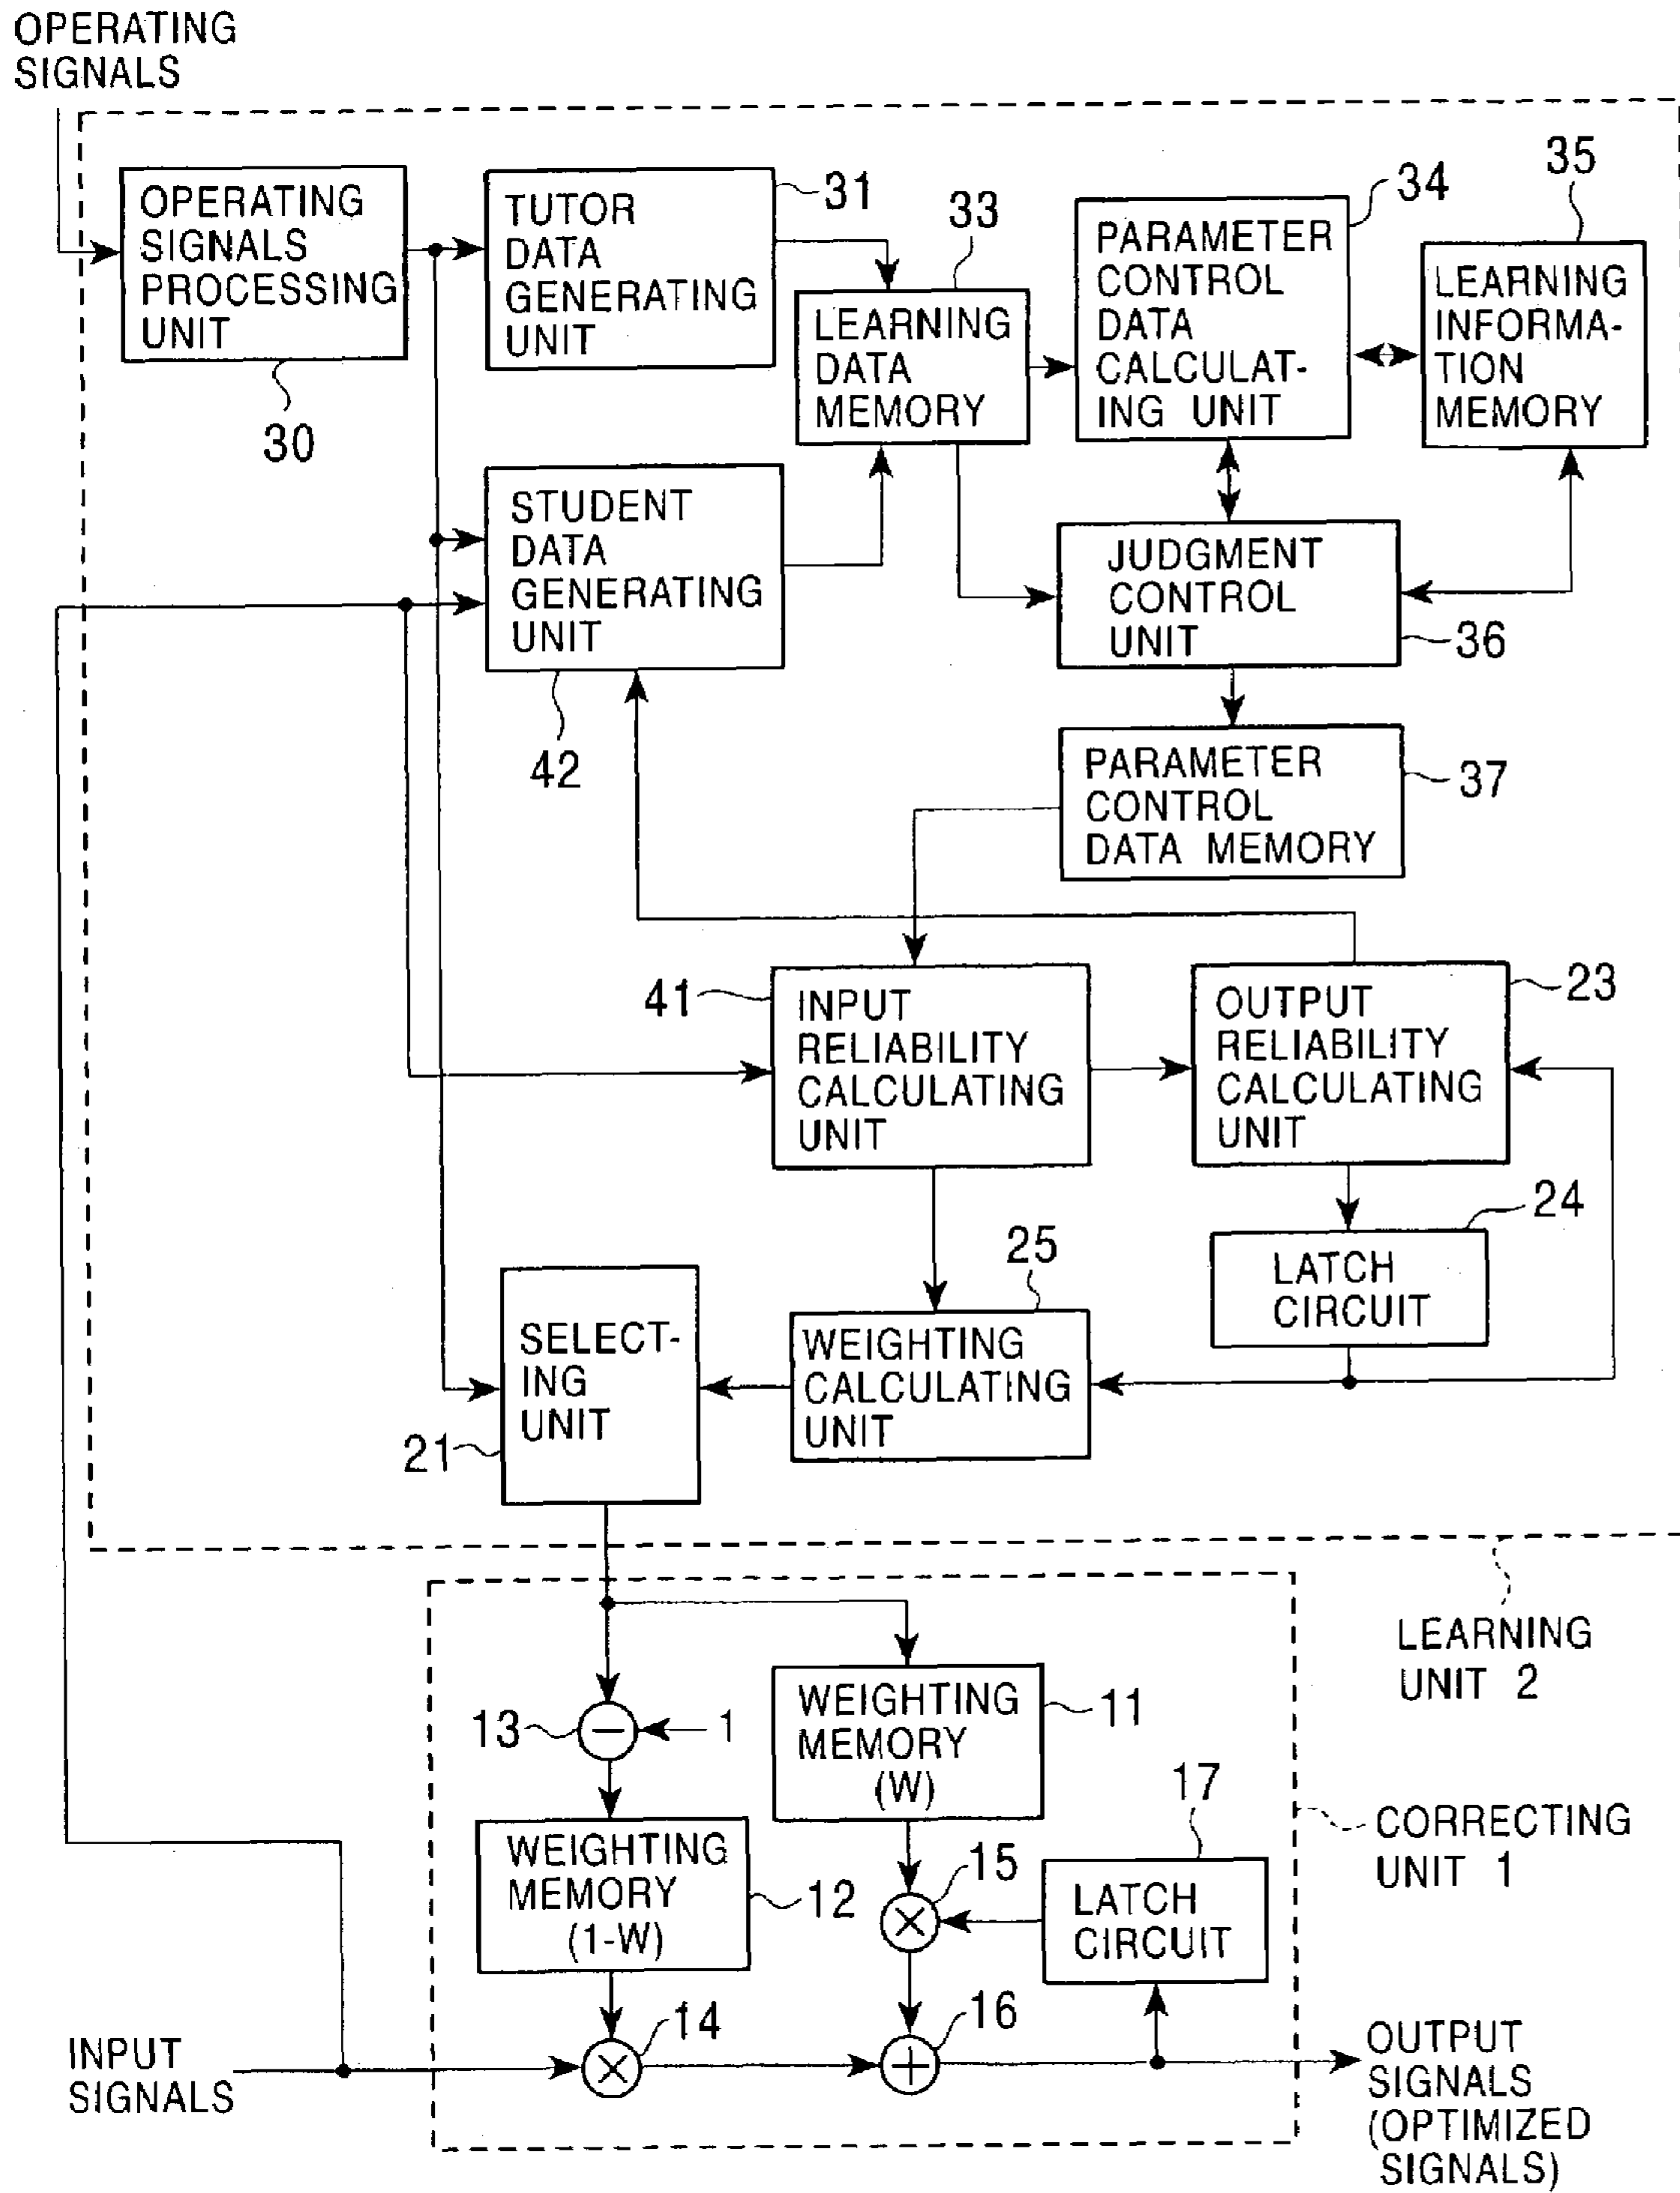 OPERATING
SIGNALS
OPERATING
SIGNALS
PROCESSING
UNIT
30
TUTOR
DATA
GENERATING
UNIT
31
LEARNING
DATA
MEMORY
33
PARAMETER
CONTROL
DATA
CALCULAT-
ING UNIT
34
LEARNING
INFORMA-
TION
MEMORY
35
STUDENT
DATA
GENERATING
UNIT
42
JUDGMENT
CONTROL
UNIT
36
PARAMETER
CONTROL
DATA MEMORY
37
41
INPUT
RELIABILITY
CALCULATING
UNIT
OUTPUT
RELIABILITY
CALCULATING
UNIT
23
24
LATCH
CIRCUIT
25
WEIGHTING
CALCULATING
UNIT
SELECT-
ING
UNIT
21
LEARNING
UNIT 2
13
−
1
WEIGHTING
MEMORY
(W)
11
WEIGHTING
MEMORY
(1-W)
12
15
×
17
LATCH
CIRCUIT
CORRECTING
UNIT 1
INPUT
SIGNALS
14
×
16
+
OUTPUT
SIGNALS
(OPTIMIZED
SIGNALS)